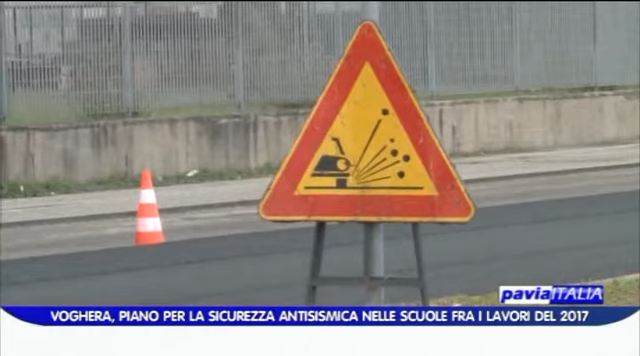 paviaITALIA
VOGHERA, PIANO PER LA SICUREZZA ANTISISMICA NELLE SCUOLE FRA I LAVORI DEL 2017